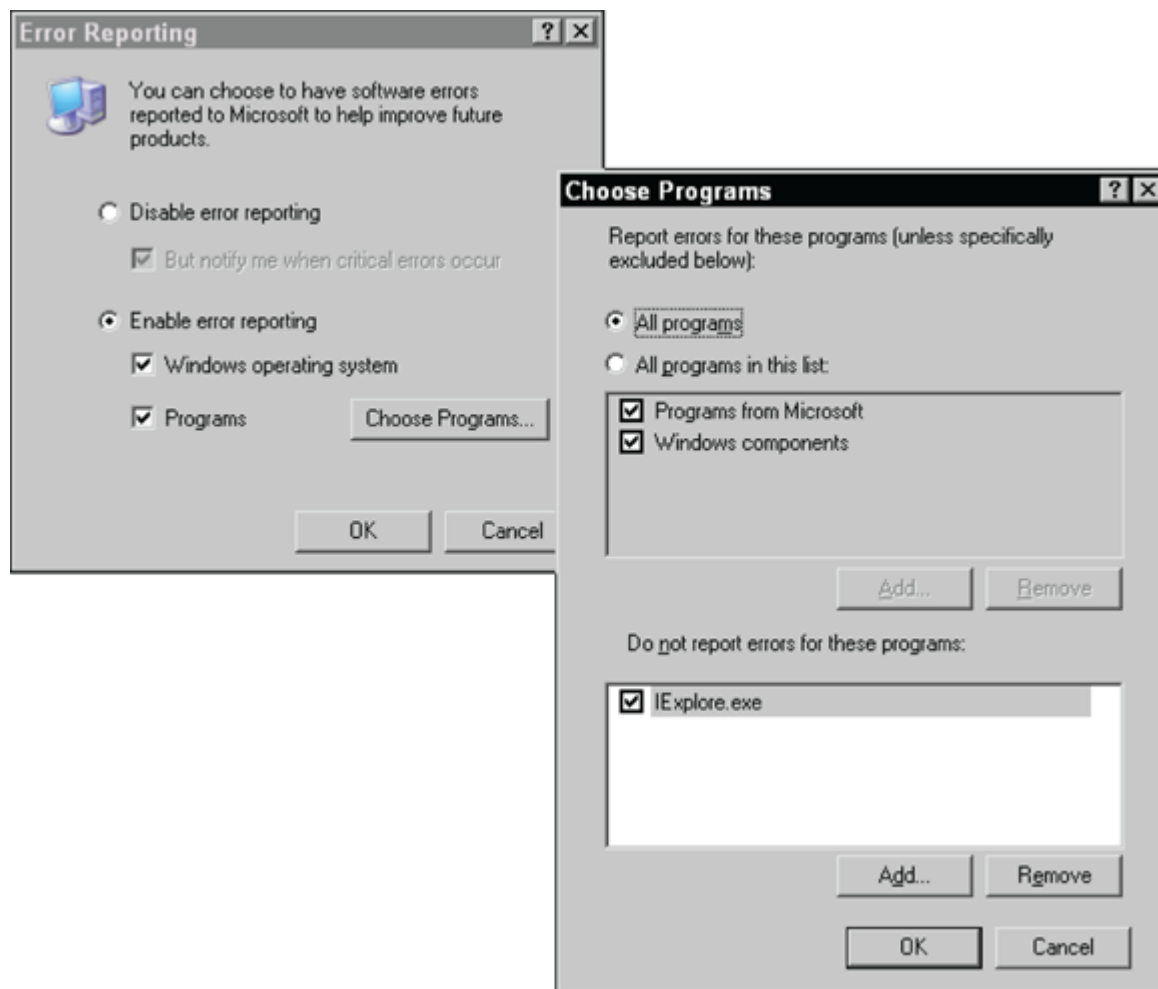 Error Reporting
You can choose to have software errors
reported to Microsoft to help improve future
products.
Disable error reporting
But notify me when critical errors occur
Enable error reporting
Windows operating system
Programs
Choose Programs...
OK
Cancel
Choose Programs
Report errors for these programs (unless specifically
excluded below):
All programs
All programs in this list:
Programs from Microsoft
Windows components
Add...
Remove
Do not report errors for these programs:
IExplore.exe
Add...
Remove
OK
Cancel